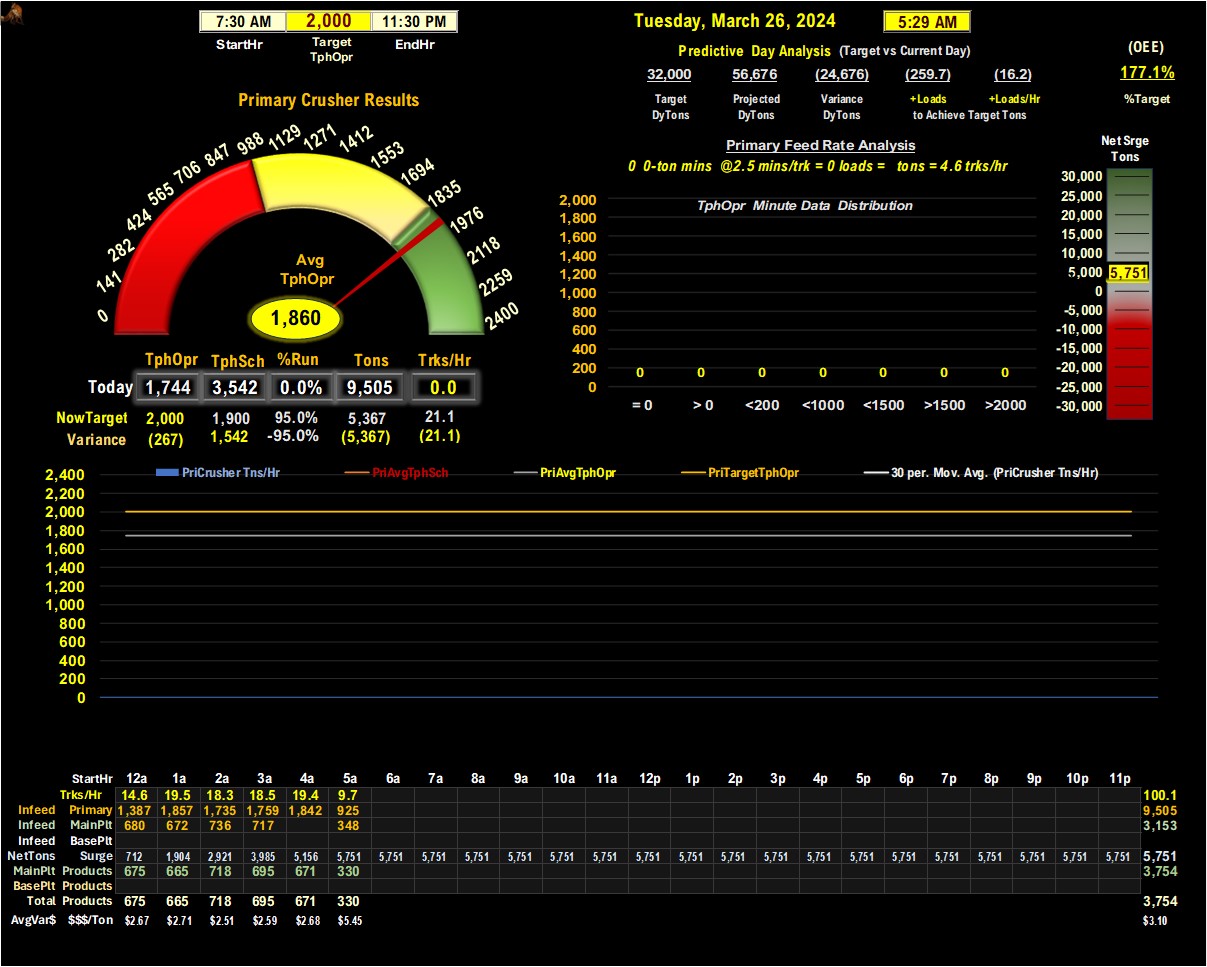 7:30 AM 2,000 11:30 PM
StartHr Target TphOpr EndHr
Tuesday, March 26, 2024 5:29 AM
Predictive Day Analysis (Target vs Current Day)
32,000 56,676 (24,676) (259.7) (16.2)
Target DyTons Projected DyTons Variance DyTons +Loads +Loads/Hr to Achieve Target Tons
(OEE)
177.1%
%Target
Primary Crusher Results
0 141 282 424 565 706 847 988 1129 1271 1412 1553 1694 1835 1976 2118 2259 2400
Avg
TphOpr
1,860
TphOpr TphSch %Run Tons Trks/Hr
Today 1,744 3,542 0.0% 9,505 0.0
NowTarget 2,000 1,900 95.0% 5,367 21.1
Variance (267) 1,542 -95.0% (5,367) (21.1)
Primary Feed Rate Analysis
0 0-ton mins @2.5 mins/trk = 0 loads = tons = 4.6 trks/hr
TphOpr Minute Data Distribution
2,000
1,800
1,600
1,400
1,200
1,000
800
600
400
200
0
0 0 0 0 0 0 0
= 0 > 0 <200 <1000 <1500 >1500 >2000
Net Srge
Tons
30,000
25,000
20,000
15,000
10,000
5,000 5,751
0
-5,000
-10,000
-15,000
-20,000
-25,000
-30,000
PriCrusher Tns/Hr PriAvgTphSch PriAvgTphOpr PriTargetTphOpr 30 per. Mov. Avg. (PriCrusher Tns/Hr)
2,400
2,200
2,000
1,800
1,600
1,400
1,200
1,000
800
600
400
200
0
StartHr 12a 1a 2a 3a 4a 5a 6a 7a 8a 9a 10a 11a 12p 1p 2p 3p 4p 5p 6p 7p 8p 9p 10p 11p
Trks/Hr 14.6 19.5 18.3 18.5 19.4 9.7 100.1
Infeed Primary 1,387 1,857 1,735 1,759 1,842 925 9,505
Infeed MainPlt 680 672 736 717 348 3,153
Infeed BasePlt
NetTons Surge 712 1,904 2,921 3,985 5,156 5,751 5,751 5,751 5,751 5,751 5,751 5,751 5,751 5,751 5,751 5,751 5,751 5,751 5,751 5,751 5,751 5,751 5,751 5,751 5,751
MainPlt Products 675 665 718 695 671 330 3,754
BasePlt Products
Total Products 675 665 718 695 671 330 3,754
AvgVar$ $$$/Ton $2.67 $2.71 $2.51 $2.59 $2.68 $5.45 $3.10